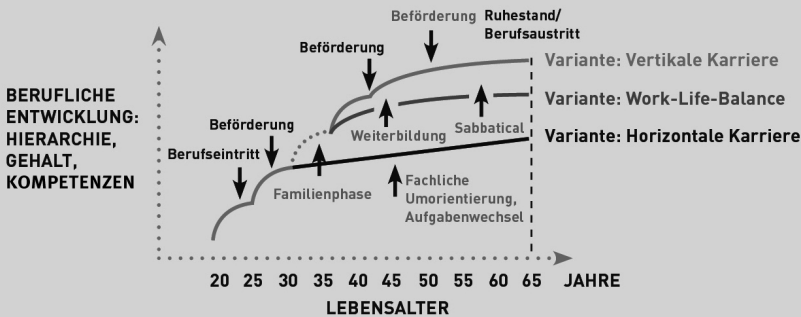 BERUFLICHE
ENTWICKLUNG:
HIERARCHIE,
GEHALT,
KOMPETENZEN
Berufseintritt
Beförderung
Beförderung
Beförderung
Ruhestand/
Berufsaustritt
Variante: Vertikale Karriere
Variante: Work-Life-Balance
Variante: Horizontale Karriere
Familienphase
Weiterbildung
Sabbatical
Fachliche
Umorientierung,
Aufgabenwechsel
20 25 30 35 40 45 50 55 60 65 JAHRE
LEBENSALTER